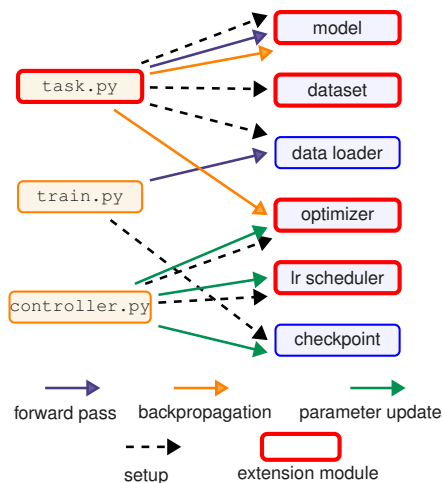 model
task.py
dataset
data loader
train.py
optimizer
lr scheduler
controller.py
checkpoint
forward pass backpropagation parameter update
setup extension module